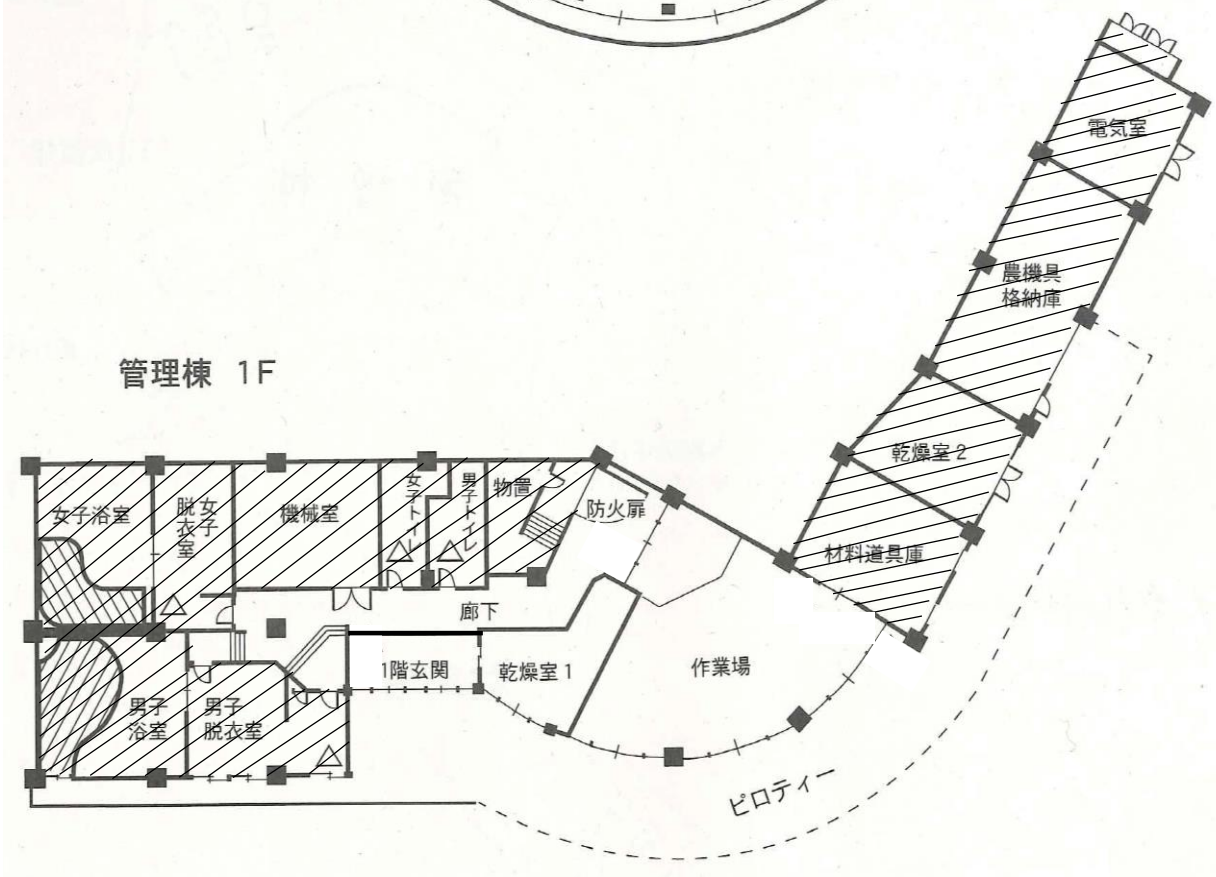 管理棟 1F
電気室
農機具
格納庫
乾燥室2
材料道具庫
女子浴室
女子
脱衣室
機械室
女子トイレ
男子トイレ
物置
防火扉
廊下
1階玄関
乾燥室1
作業場
男子
浴室
男子
脱衣室
ピロティー